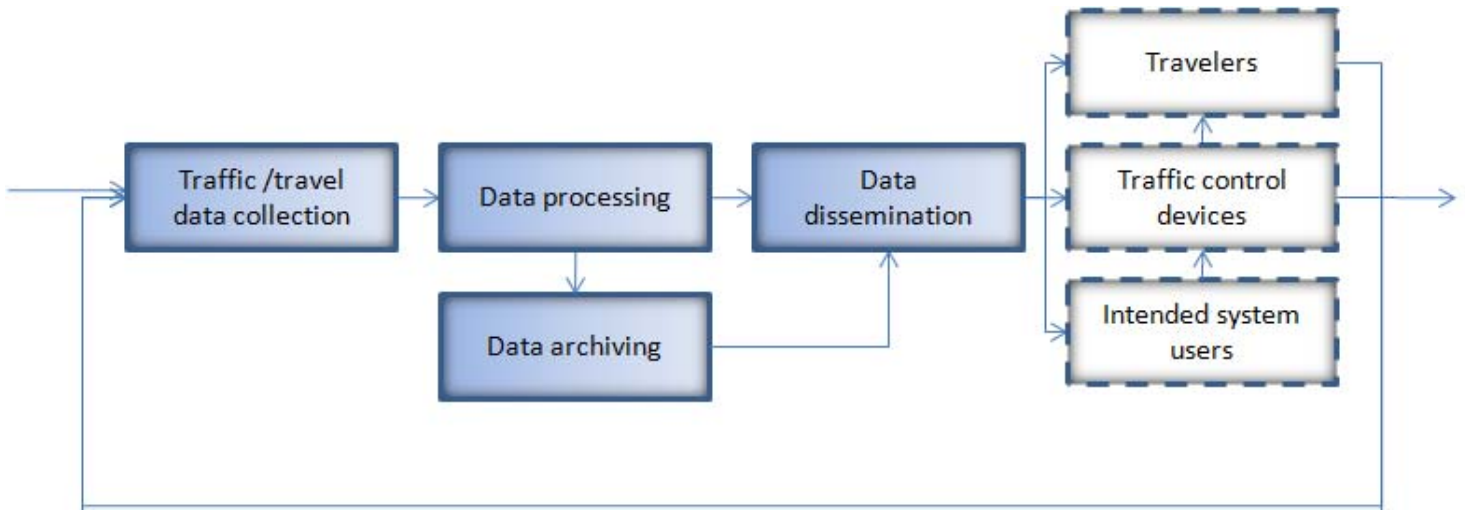 Travelers
Traffic /travel
data collection
Data processing
Data
dissemination
Traffic control
devices
Data archiving
Intended system
users